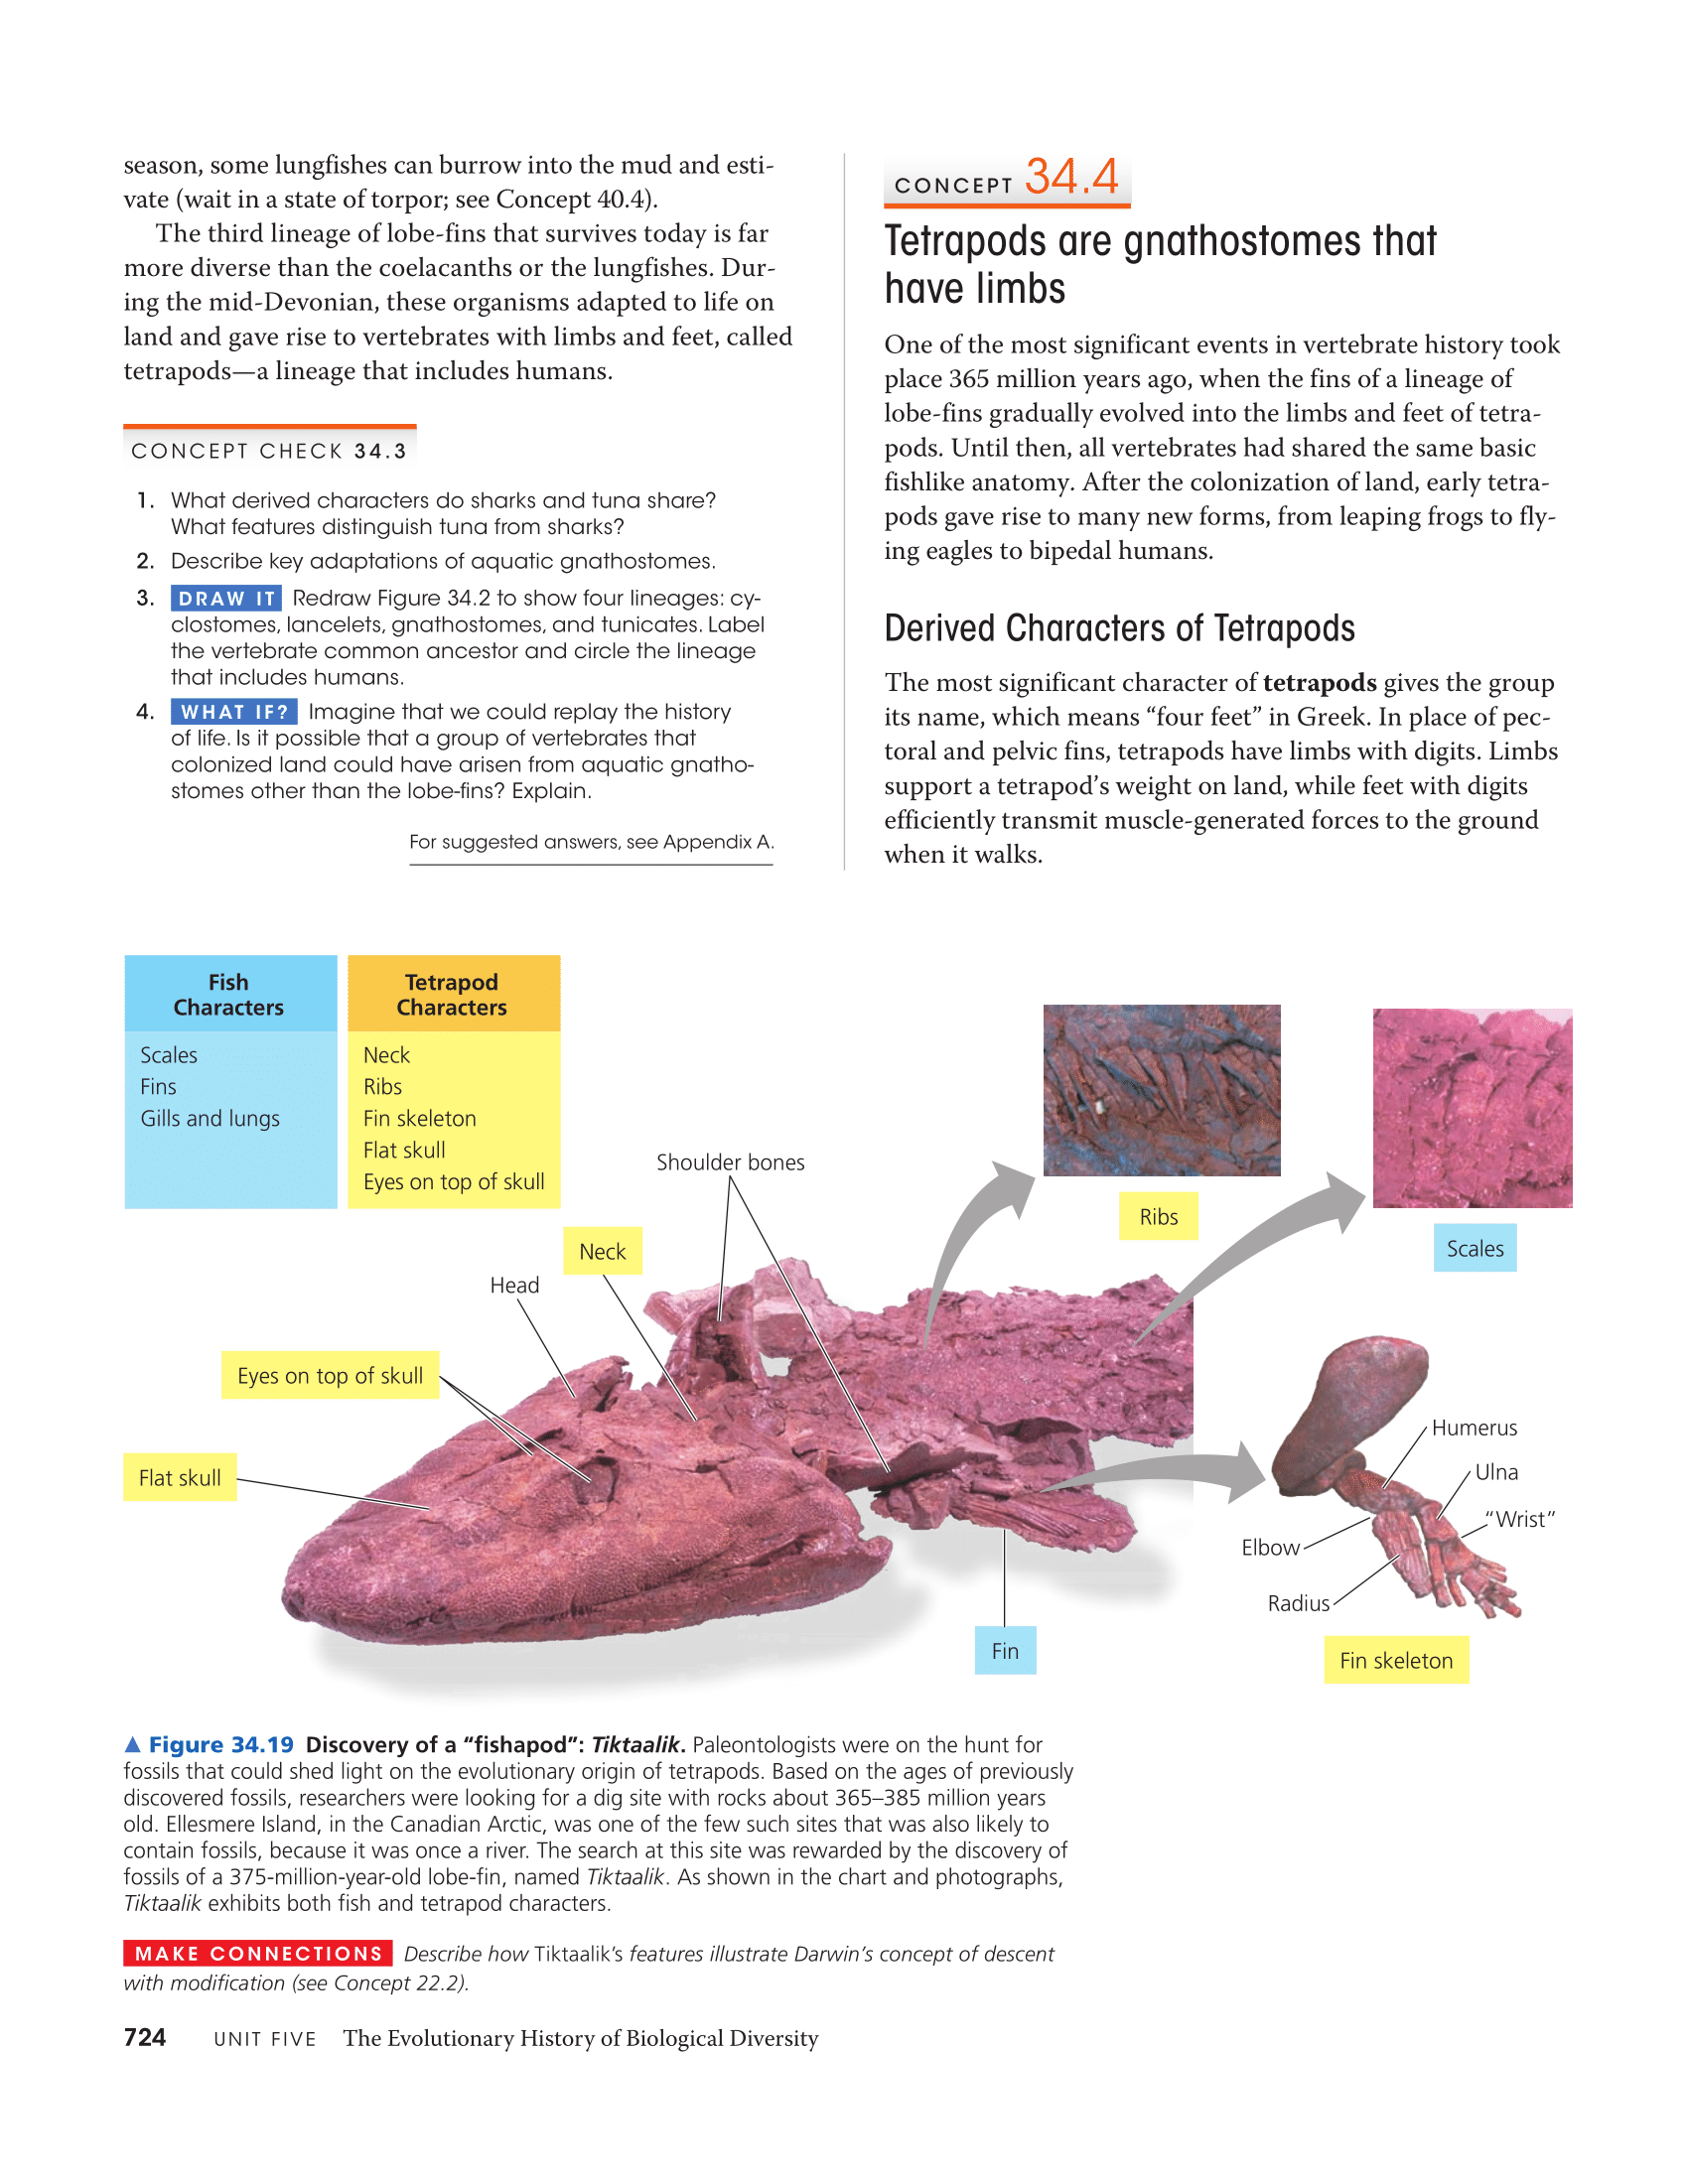 season, some lungfishes can burrow into the mud and esti-
vate (wait in a state of torpor; see Concept 40.4).
The third lineage of lobe-fins that survives today is far
more diverse than the coelacanths or the lungfishes. Dur-
ing the mid-Devonian, these organisms adapted to life on
land and gave rise to vertebrates with limbs and feet, called
tetrapods—a lineage that includes humans.
CONCEPT CHECK 34.3
1. What derived characters do sharks and tuna share?
What features distinguish tuna from sharks?
2. Describe key adaptations of aquatic gnathostomes.
3. DRAW IT Redraw Figure 34.2 to show four lineages: cy-
clostomes, lancelets, gnathostomes, and tunicates. Label
the vertebrate common ancestor and circle the lineage
that includes humans.
4. WHAT IF? Imagine that we could replay the history
of life. Is it possible that a group of vertebrates that
colonized land could have arisen from aquatic gnatho-
stomes other than the lobe-fins? Explain.
For suggested answers, see Appendix A.
CONCEPT 34.4
Tetrapods are gnathostomes that
have limbs
One of the most significant events in vertebrate history took
place 365 million years ago, when the fins of a lineage of
lobe-fins gradually evolved into the limbs and feet of tetra-
pods. Until then, all vertebrates had shared the same basic
fishlike anatomy. After the colonization of land, early tetra-
pods gave rise to many new forms, from leaping frogs to fly-
ing eagles to bipedal humans.
Derived Characters of Tetrapods
The most significant character of tetrapods gives the group
its name, which means “four feet” in Greek. In place of pec-
toral and pelvic fins, tetrapods have limbs with digits. Limbs
support a tetrapod’s weight on land, while feet with digits
efficiently transmit muscle-generated forces to the ground
when it walks.
Fish
Characters
Scales
Fins
Gills and lungs
Tetrapod
Characters
Neck
Ribs
Fin skeleton
Flat skull
Eyes on top of skull
Shoulder bones
Ribs
Scales
Neck
Head
Eyes on top of skull
Flat skull
Humerus
Ulna
“Wrist”
Elbow
Radius
Fin
Fin skeleton
▲ Figure 34.19 Discovery of a “fishapod”: Tiktaalik. Paleontologists were on the hunt for
fossils that could shed light on the evolutionary origin of tetrapods. Based on the ages of previously
discovered fossils, researchers were looking for a dig site with rocks about 365–385 million years
old. Ellesmere Island, in the Canadian Arctic, was one of the few such sites that was also likely to
contain fossils, because it was once a river. The search at this site was rewarded by the discovery of
fossils of a 375-million-year-old lobe-fin, named Tiktaalik. As shown in the chart and photographs,
Tiktaalik exhibits both fish and tetrapod characters.
MAKE CONNECTIONS Describe how Tiktaalik’s features illustrate Darwin’s concept of descent
with modification (see Concept 22.2).
724 UNIT FIVE The Evolutionary History of Biological Diversity